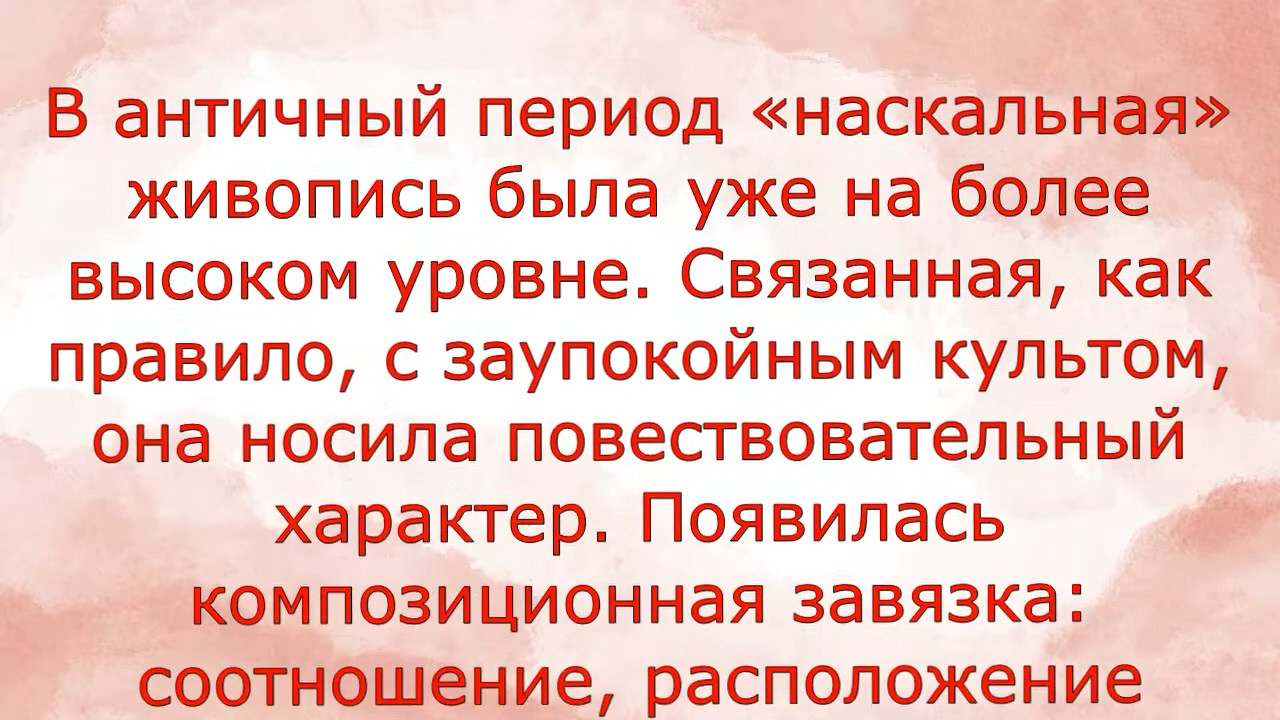 В античный период «наскальная»
живопись была уже на более
высоком уровне. Связанная, как
правило, с заупокойным культом,
она носила повествовательный
характер. Появилась
композиционная завязка:
соотношение, расположение